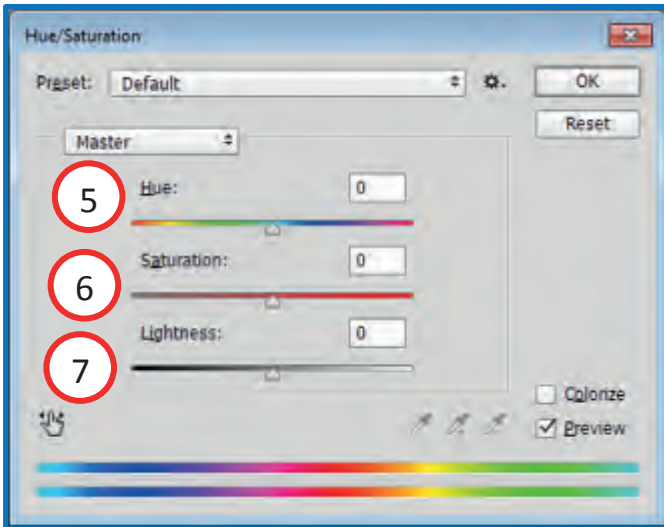 Hue/Saturation
Preset: Default
OK
Reset
Master
5
Hue: 0
6
Saturation: 0
7
Lightness: 0
Colorize
Preview